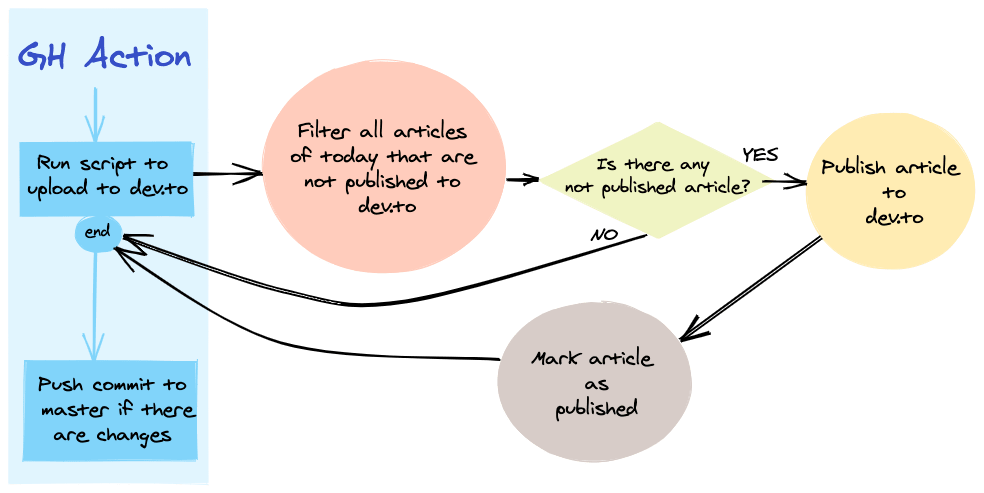 GH Action
Run script to
upload to dev.to
end
Push commit to
master if there
are changes
Filter all articles
of today that are
not published to
dev.to
Is there any
not published article?
YES
NO
Publish article
to
dev.to
Mark article
as
published